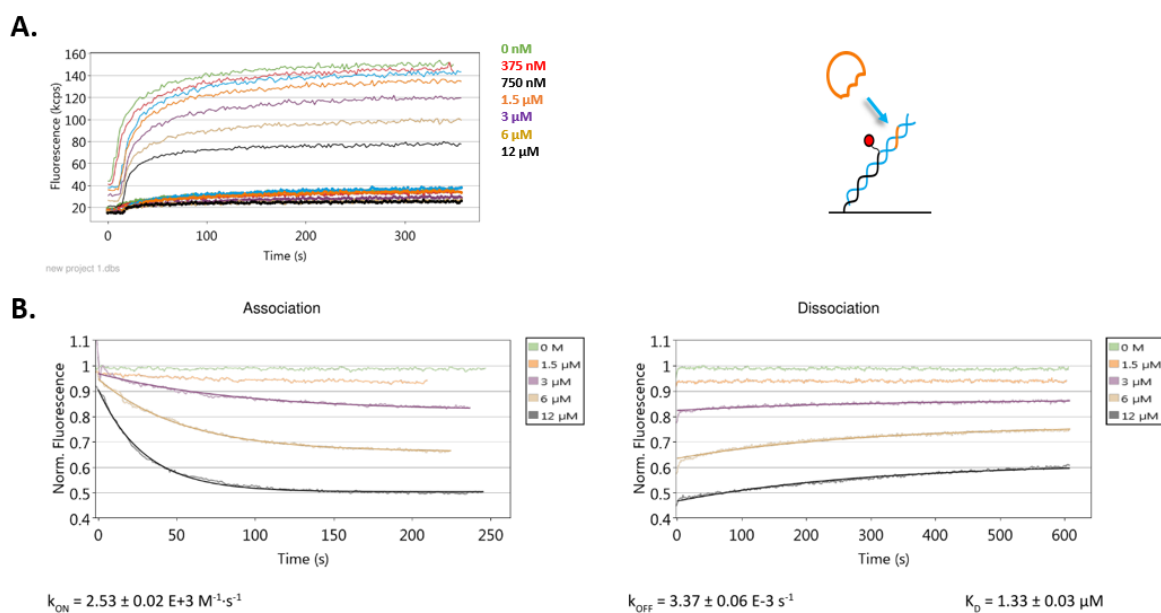 A.
160
140
120
100
80
60
40
20
Fluorescence (kcps)
0
100
200
300
Time (s)
new project 1.dbs
0 nM
375 nM
750 nM
1.5 µM
3 µM
6 µM
12 µM
B.
Association
1.1
1
0.9
0.8
0.7
0.6
0.5
0.4
Norm. Fluorescence
0
50
100
150
200
250
Time (s)
0 M
1.5 µM
3 µM
6 µM
12 µM
Dissociation
1.1
1
0.9
0.8
0.7
0.6
0.5
0.4
Norm. Fluorescence
0
100
200
300
400
500
600
Time (s)
0 M
1.5 µM
3 µM
6 µM
12 µM
k_ON = 2.53 ± 0.02 E+3 M⁻¹·s⁻¹
k_OFF = 3.37 ± 0.06 E-3 s⁻¹
K_D = 1.33 ± 0.03 µM